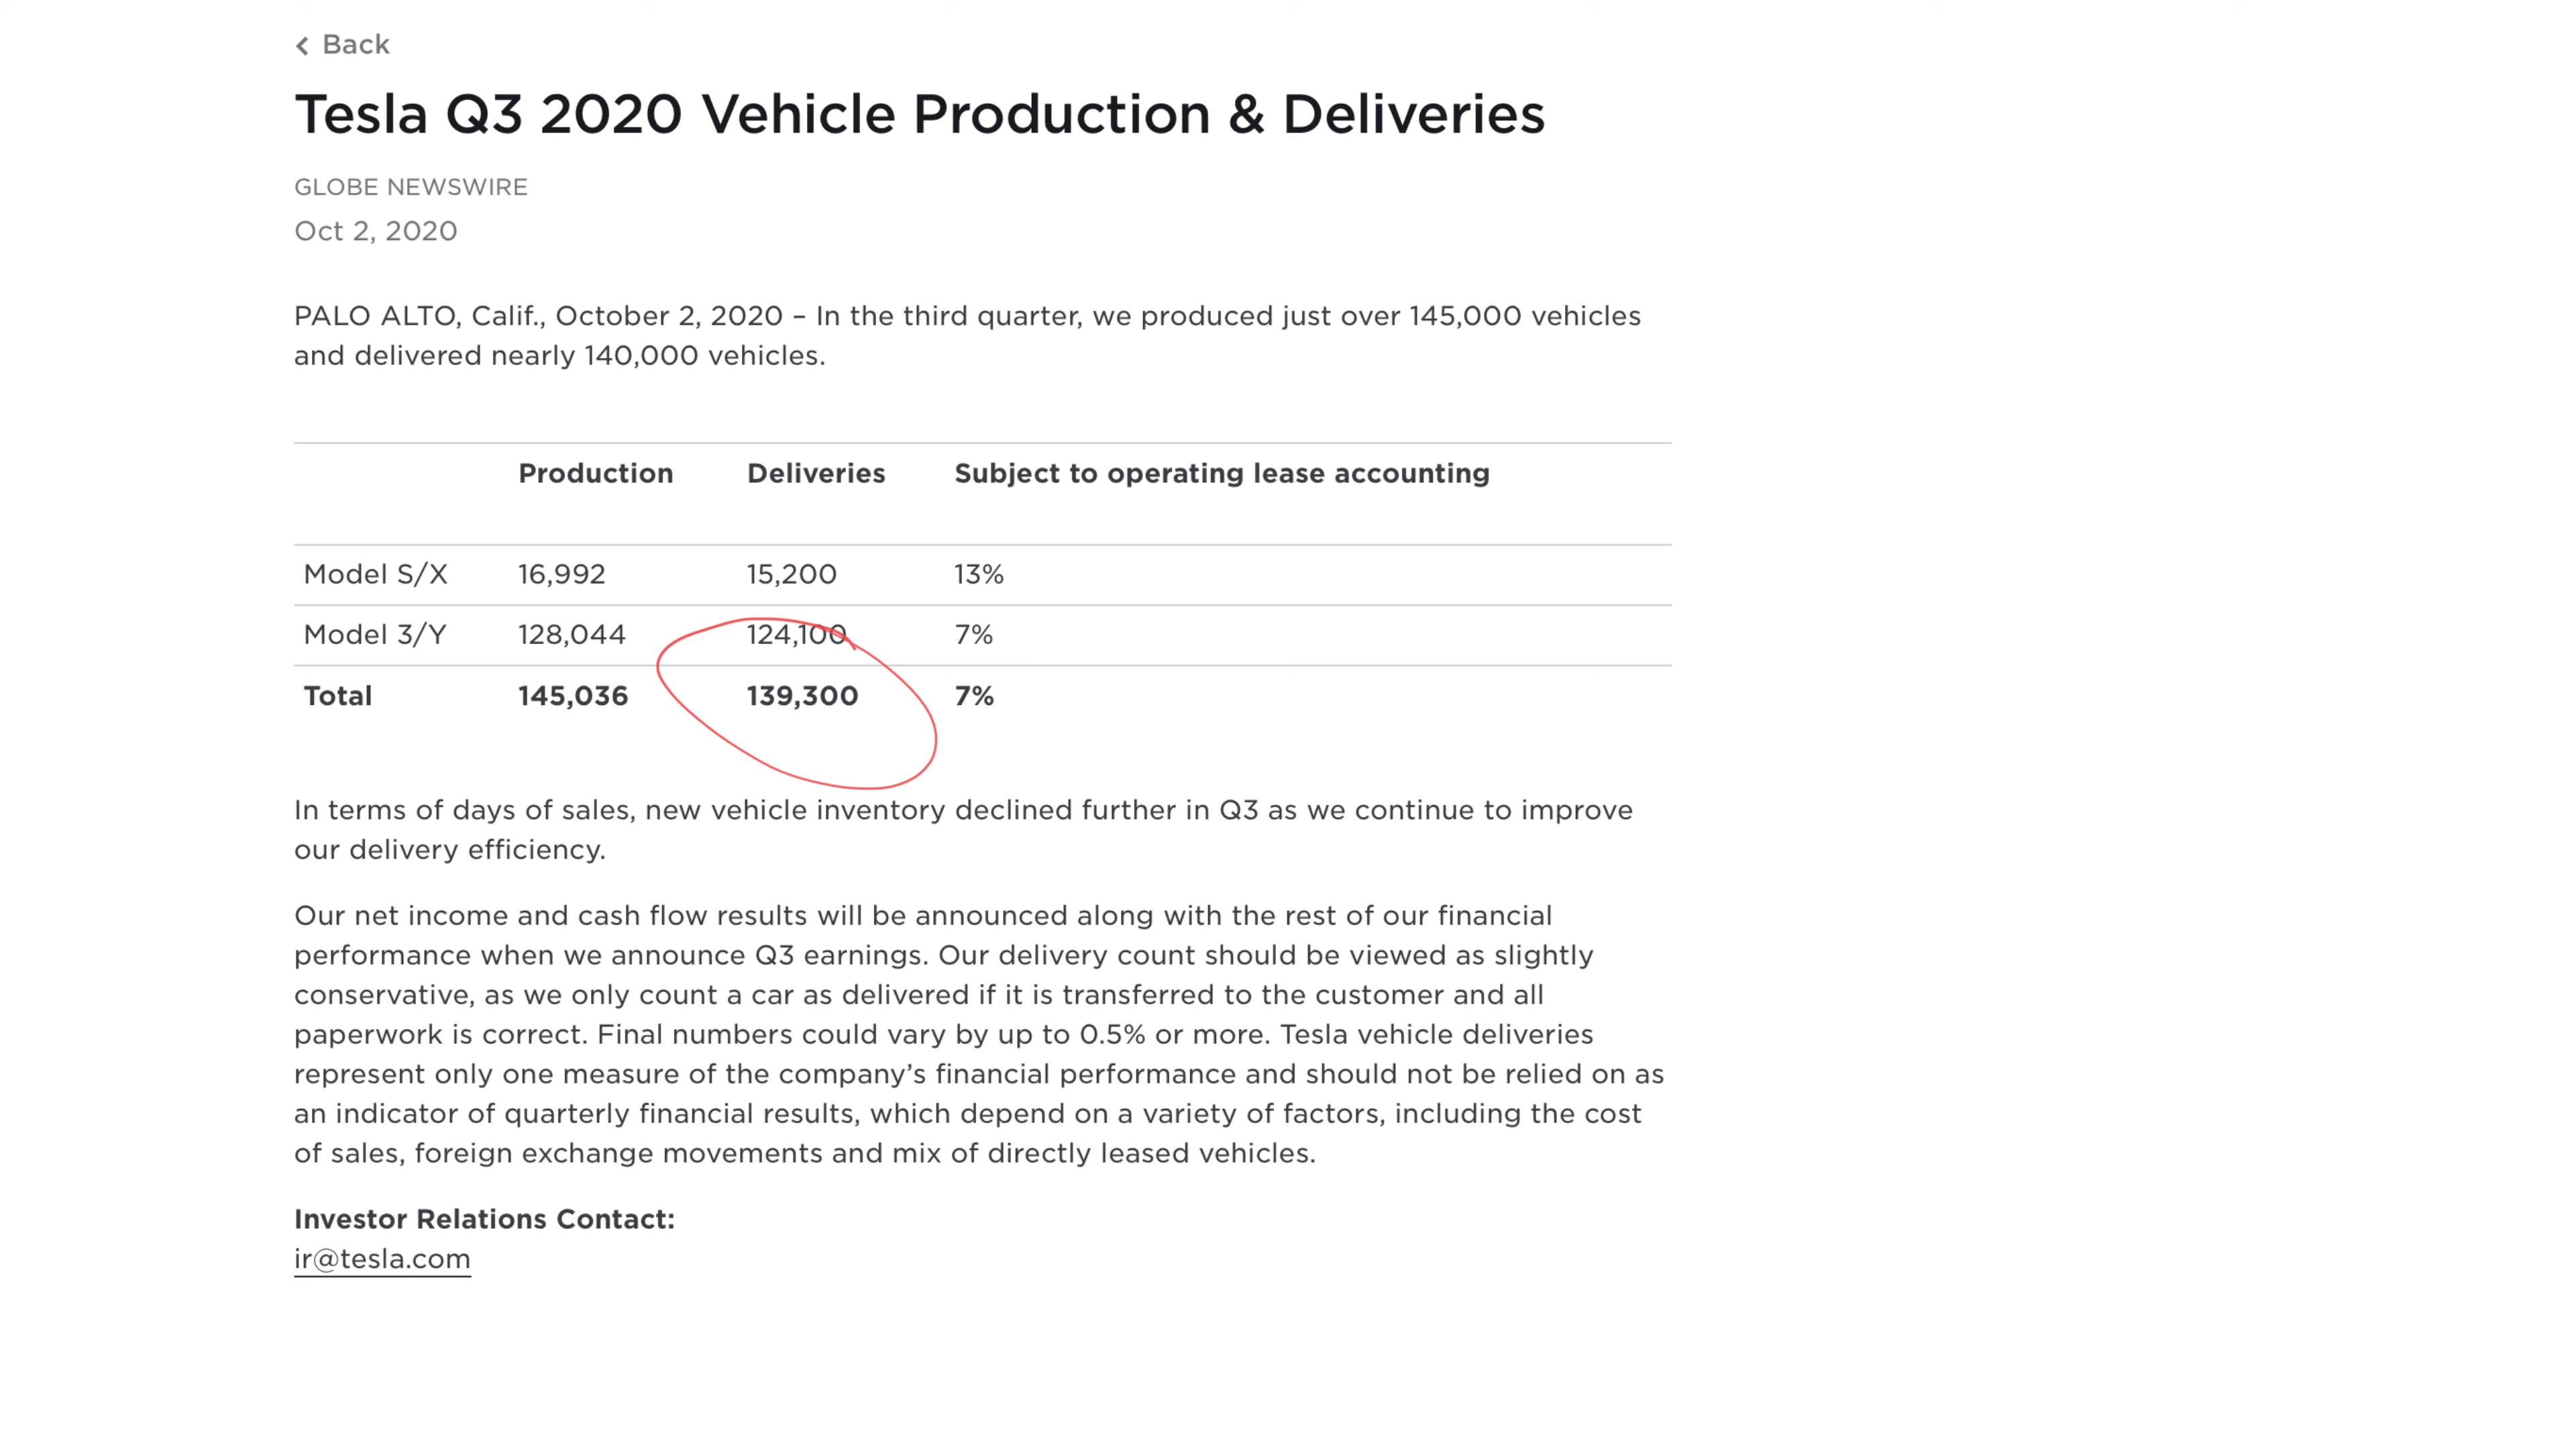 Back
Tesla Q3 2020 Vehicle Production & Deliveries
GLOBE NEWSWIRE
Oct 2, 2020
PALO ALTO, Calif., October 2, 2020 – In the third quarter, we produced just over 145,000 vehicles
and delivered nearly 140,000 vehicles.
Production Deliveries Subject to operating lease accounting
Model S/X 16,992 15,200 13%
Model 3/Y 128,044 124,100 7%
Total 145,036 139,300 7%
In terms of days of sales, new vehicle inventory declined further in Q3 as we continue to improve
our delivery efficiency.
Our net income and cash flow results will be announced along with the rest of our financial
performance when we announce Q3 earnings. Our delivery count should be viewed as slightly
conservative, as we only count a car as delivered if it is transferred to the customer and all
paperwork is correct. Final numbers could vary by up to 0.5% or more. Tesla vehicle deliveries
represent only one measure of the company’s financial performance and should not be relied on as
an indicator of quarterly financial results, which depend on a variety of factors, including the cost
of sales, foreign exchange movements and mix of directly leased vehicles.
Investor Relations Contact:
ir@tesla.com